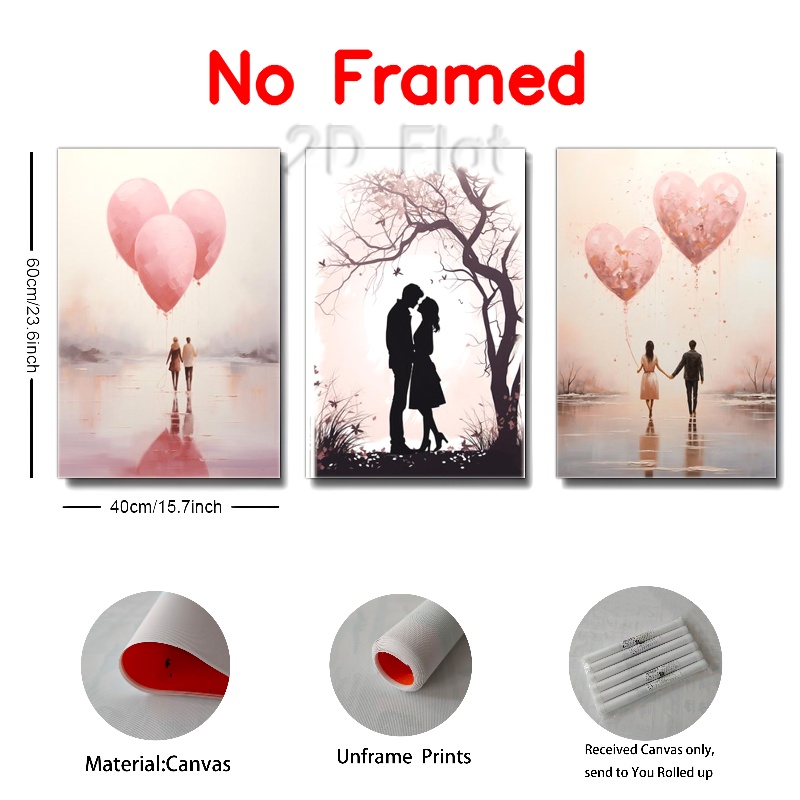 No Framed
2D Flat
60cm/23.6inch
40cm/15.7inch
Material:Canvas
Unframe Prints
Received Canvas only,
send to You Rolled up